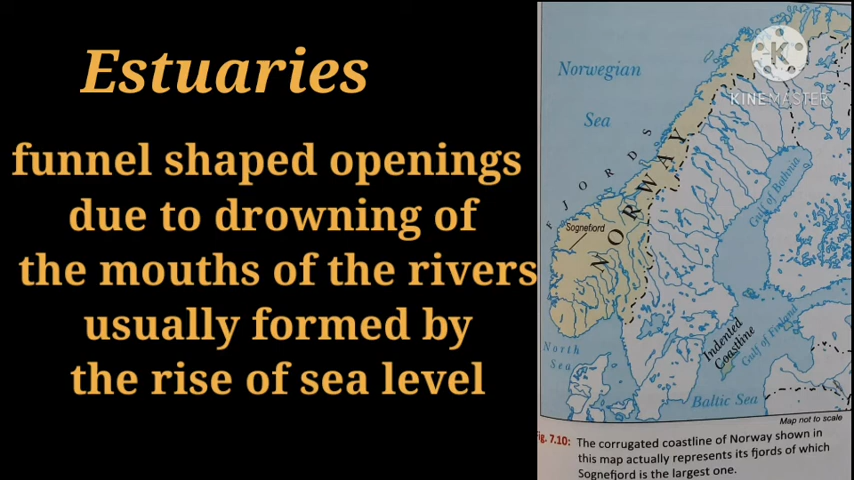 Estuaries
funnel shaped openings
due to drowning of
the mouths of the rivers
usually formed by
the rise of sea level
KINEMASTER
Norwegian
Sea
FJORDS
NORWAY
Sognefjord
Gulf of Bothnia
Indented
Coastline
Gulf of Finland
North
Sea
Baltic Sea
Map not to scale
ig. 7.10: The corrugated coastline of Norway shown in
this map actually represents its fjords of which
Sognefjord is the largest one.